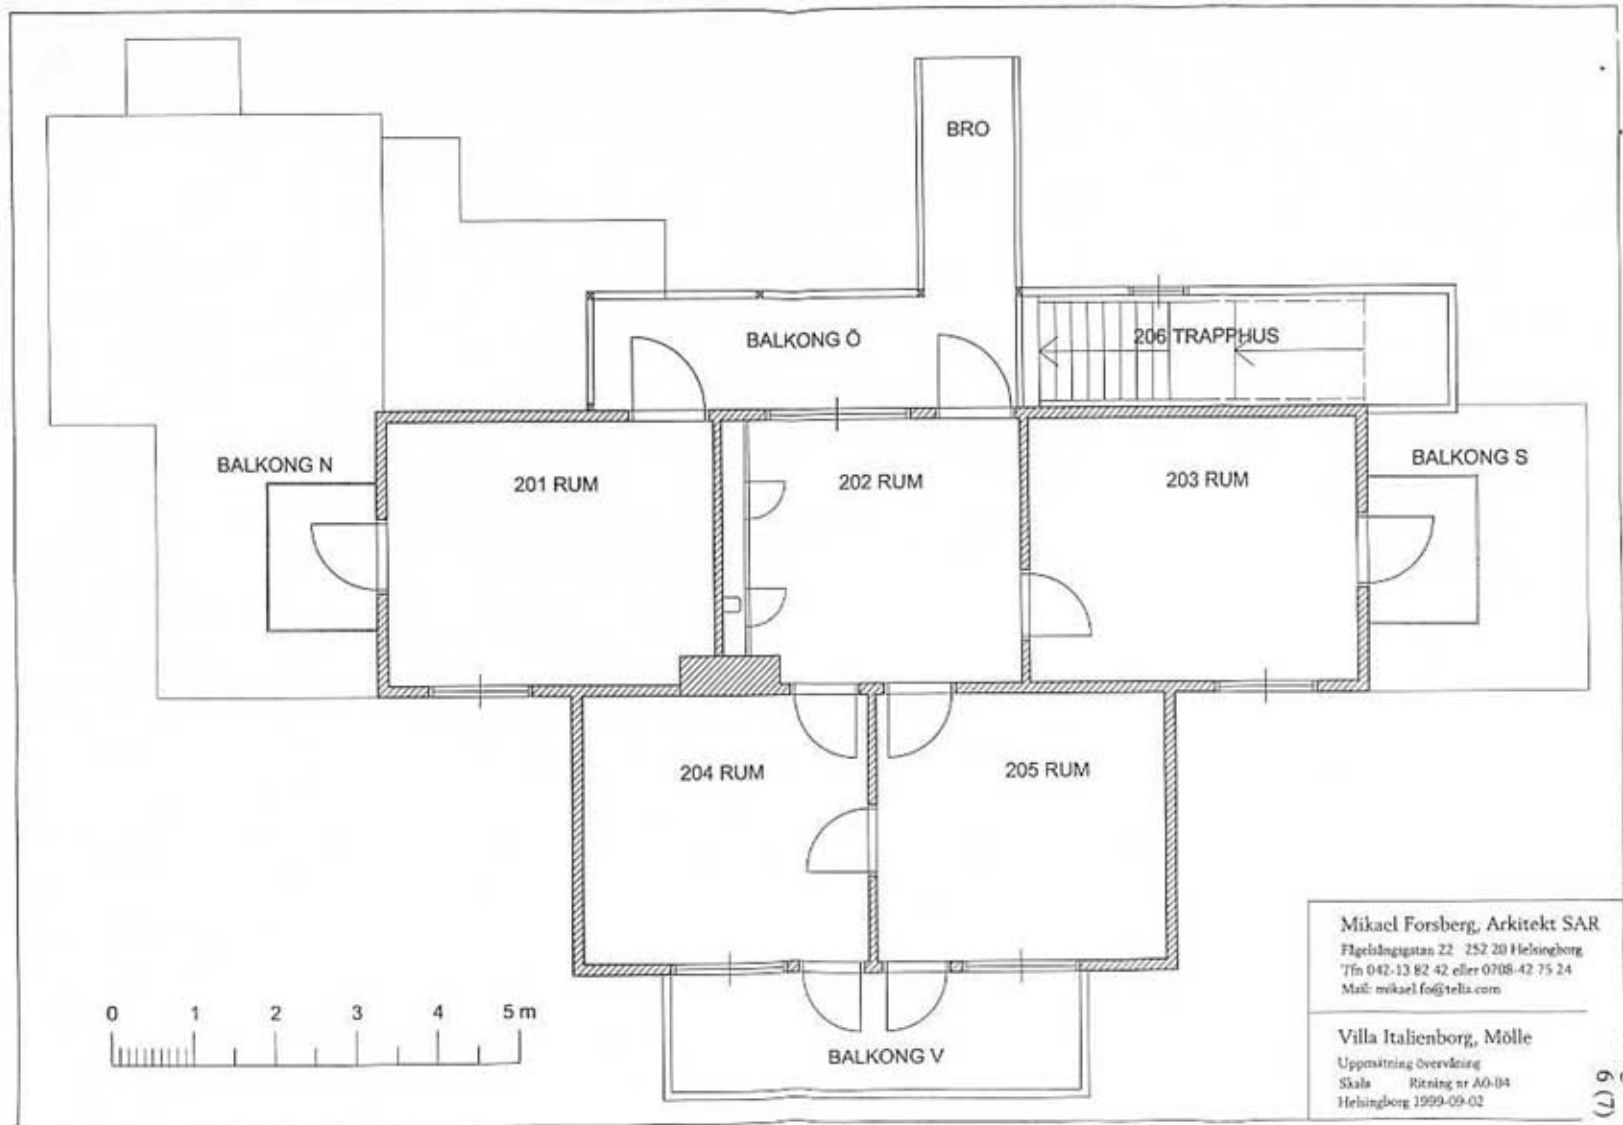 BRO
BALKONG Ö
206 TRAPPHUS
BALKONG N
201 RUM
202 RUM
203 RUM
BALKONG S
204 RUM
205 RUM
BALKONG V
0 1 2 3 4 5 m
Mikael Forsberg, Arkitekt SAR
Fågelsångsgatan 22 252 20 Helsingborg
Tfn 042-13 82 42 eller 0708-42 75 24
Mail: mikael.fo@telia.com
Villa Italienborg, Mölle
Uppmätning övervåning
Skala Ritning nr A0-04
Helsingborg 1999-09-02
6 (7)